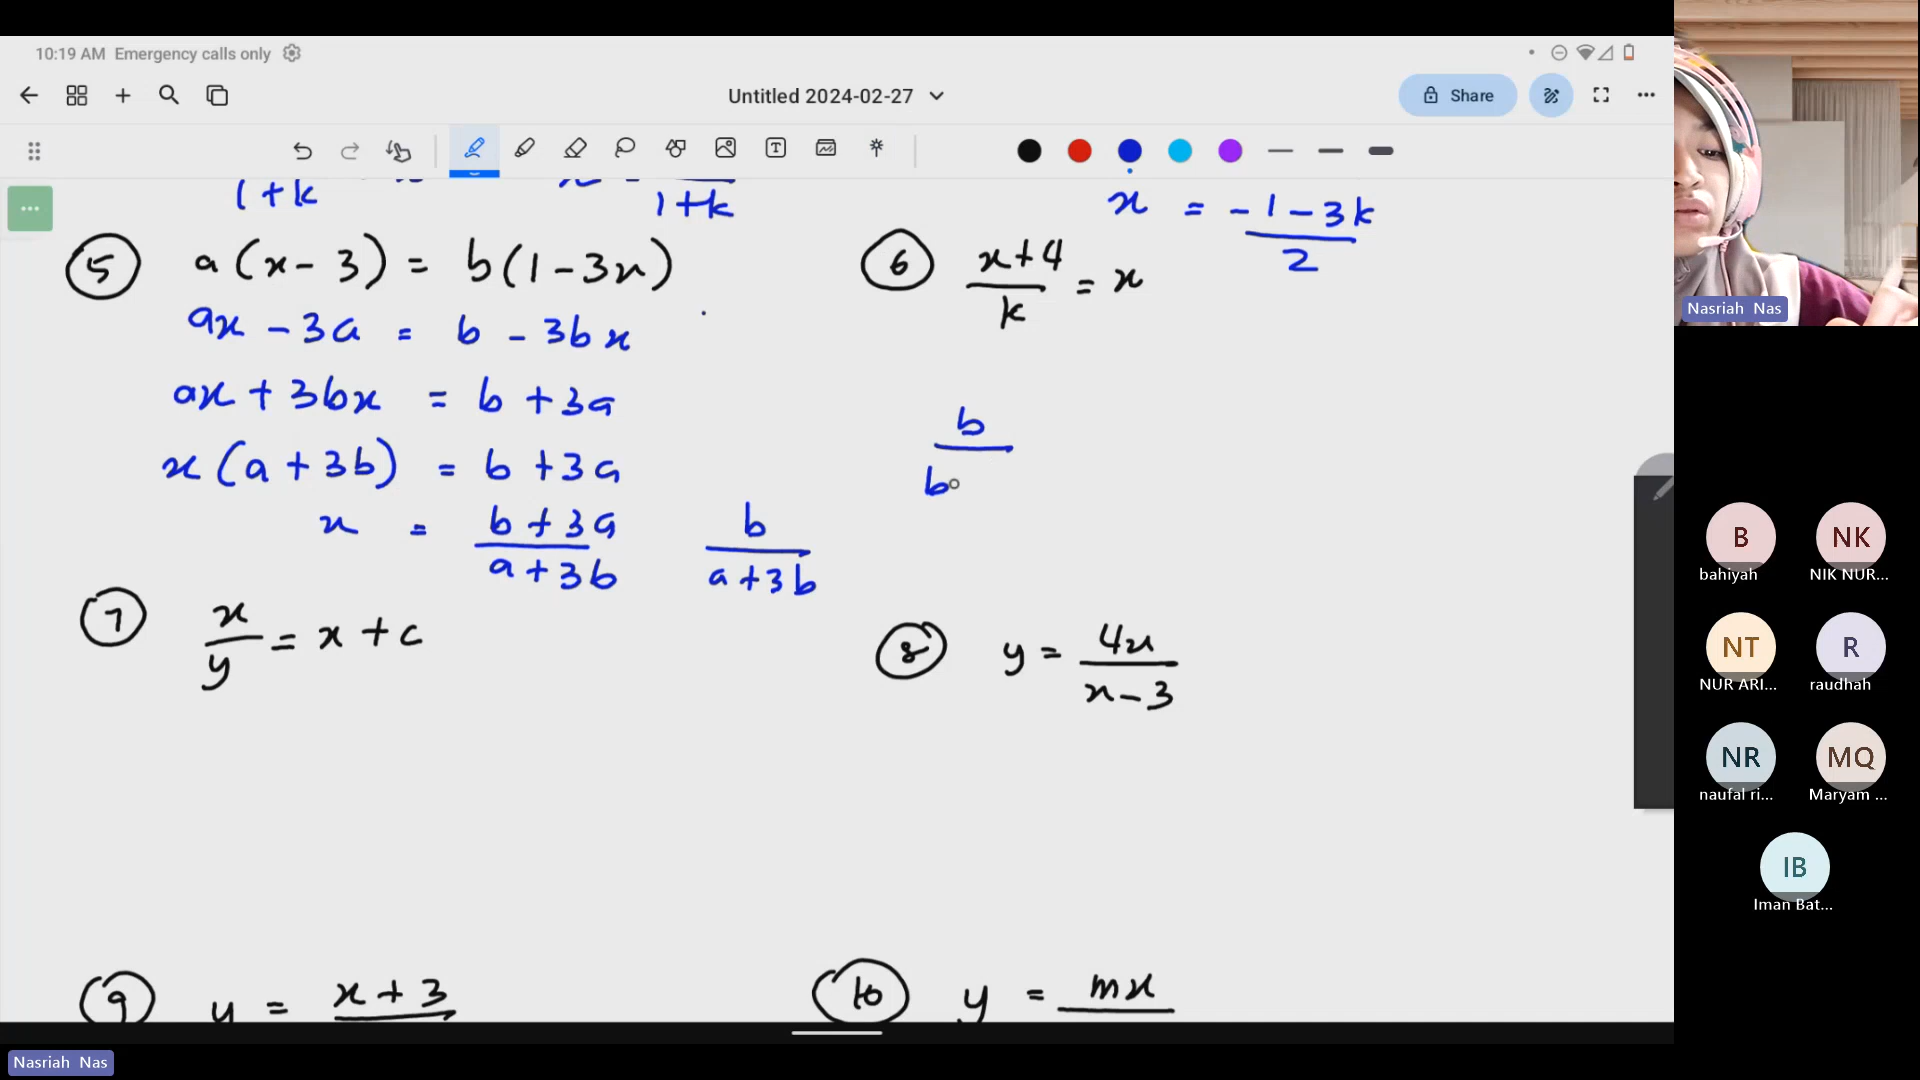 10:19 AM Emergency calls only
Untitled 2024-02-27
Share
1+k
1+k
x = -1-3k
2
5 a(x-3) = b(1-3x)
ax - 3a = b - 3bx
ax + 3bx = b + 3a
x(a+3b) = b+3a
x = b+3a
a+3b
b
a+3b
6 x+4
k
= x
b
b
7 x
y
= x+c
8 y = 4x
x-3
9 y = x+3
10 y = mx
Nasriah Nas
B
bahiyah
NK
NIK NUR...
NT
NUR ARI...
R
raudhah
NR
naufal ri...
MQ
Maryam ...
IB
Iman Bat...
Nasriah Nas